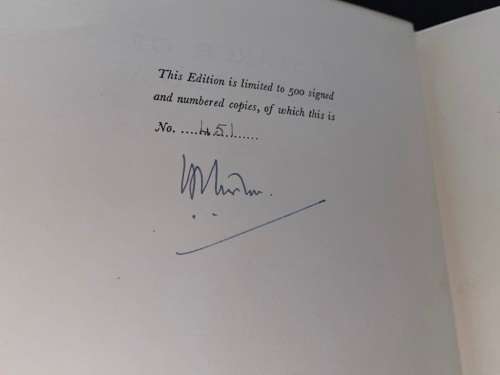 This Edition is limited to 500 signed
and numbered copies, of which this is
No. ....451......